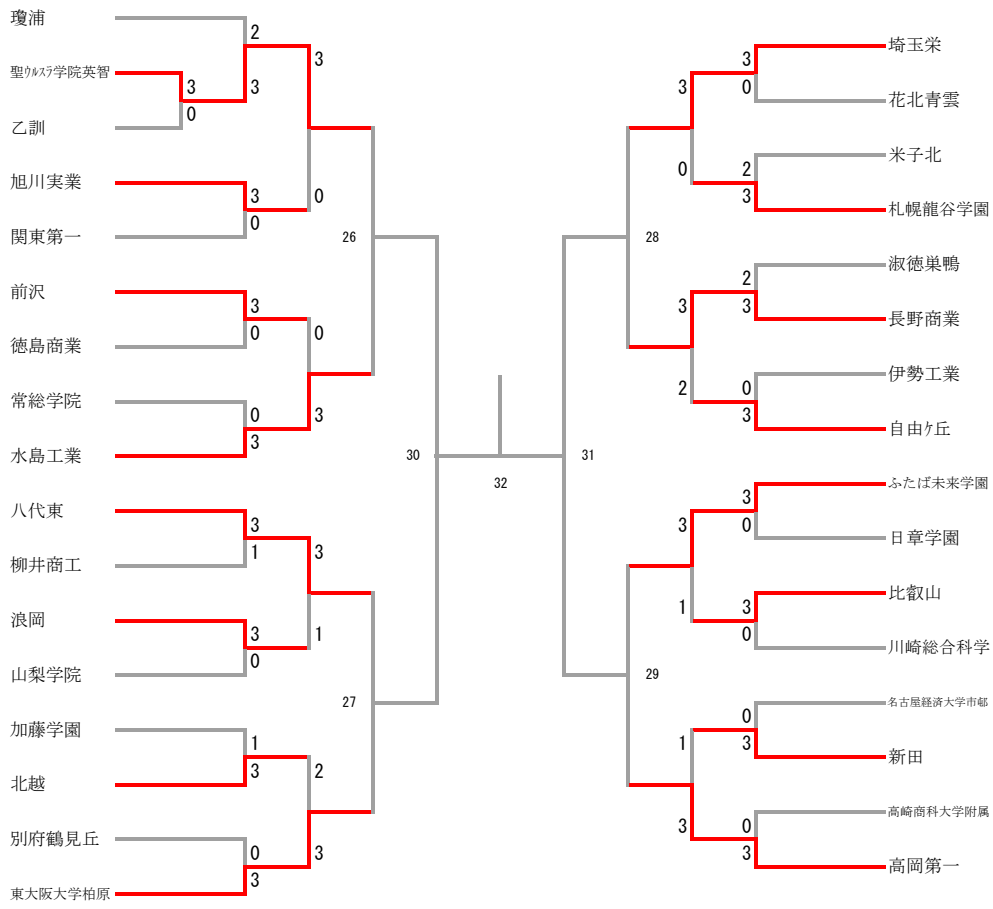 瓊浦
2
3
聖ｳﾙｽﾗ学院英智
3
3
0
乙訓
旭川実業
3
0
0
関東第一
26
前沢
3
0
0
徳島商業
常総学院
0
3
3
水島工業
30
八代東
3
3
1
柳井商工
浪岡
3
1
0
山梨学院
27
加藤学園
1
3
2
北越
別府鶴見丘
0
3
3
東大阪大学柏原
32
埼玉栄
3
3
0
花北青雲
米子北
0
2
3
札幌龍谷学園
28
淑徳巣鴨
2
3
3
長野商業
伊勢工業
2
0
3
自由ｹ丘
31
ふたば未来学園
3
3
0
日章学園
比叡山
1
3
0
川崎総合科学
29
名古屋経済大学市邨
0
1
3
新田
高崎商科大学附属
3
0
3
高岡第一